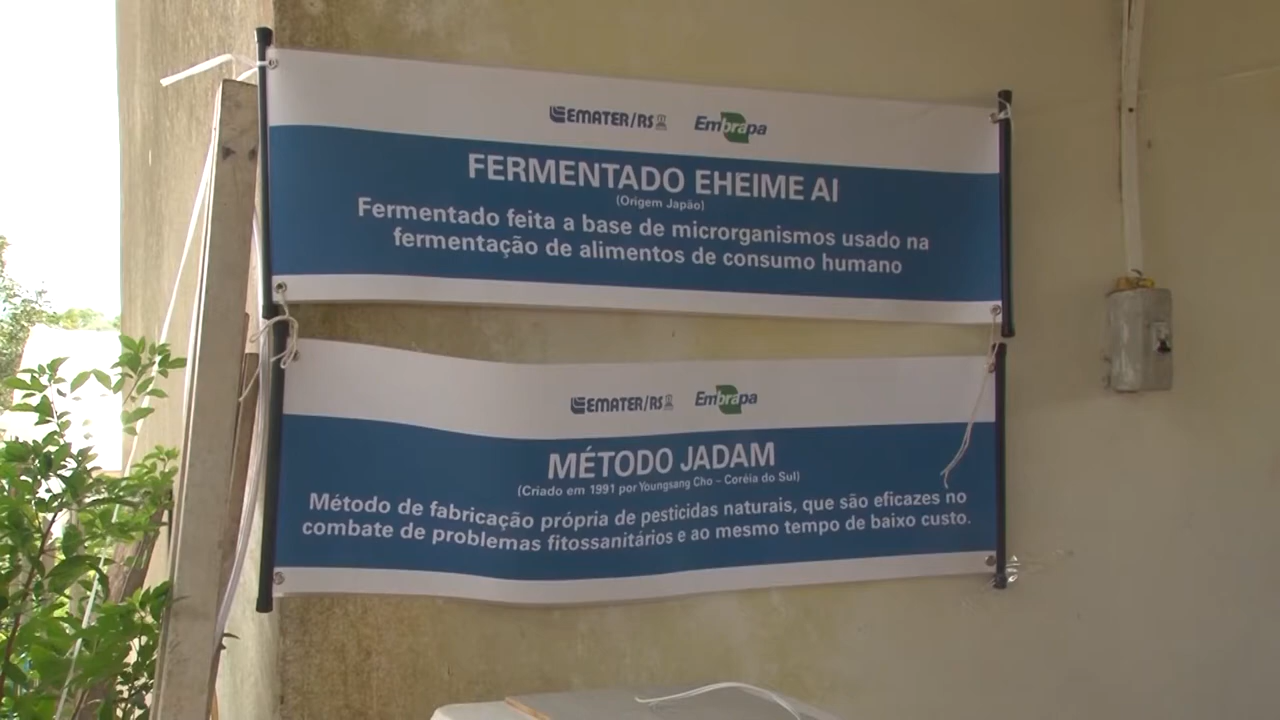 EMATER/RS
Embrapa
FERMENTADO EHEIME AI
(Origem Japão)
Fermentado feita a base de microrganismos usado na
fermentação de alimentos de consumo humano
EMATER/RS
Embrapa
MÉTODO JADAM
(Criado em 1991 por Youngsang Cho – Coréia do Sul)
Método de fabricação própria de pesticidas naturais, que são eficazes no
combate de problemas fitossanitários e ao mesmo tempo de baixo custo.